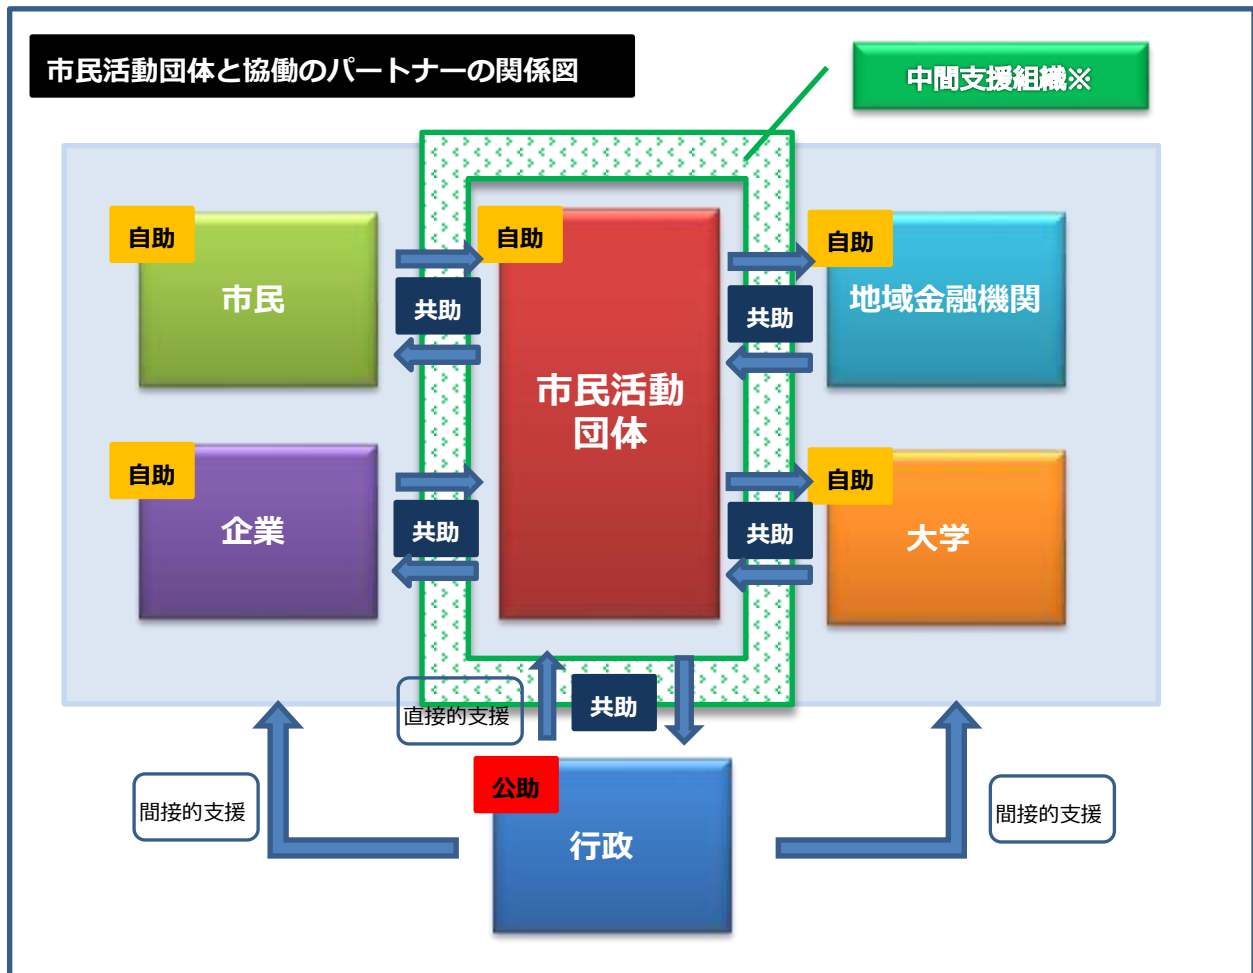 市民活動団体と協働のパートナーの関係図
中間支援組織※
自助
市民
共助
自助
市民活動
団体
共助
自助
地域金融機関
自助
企業
共助
共助
自助
大学
直接的支援
共助
間接的支援
公助
行政
間接的支援